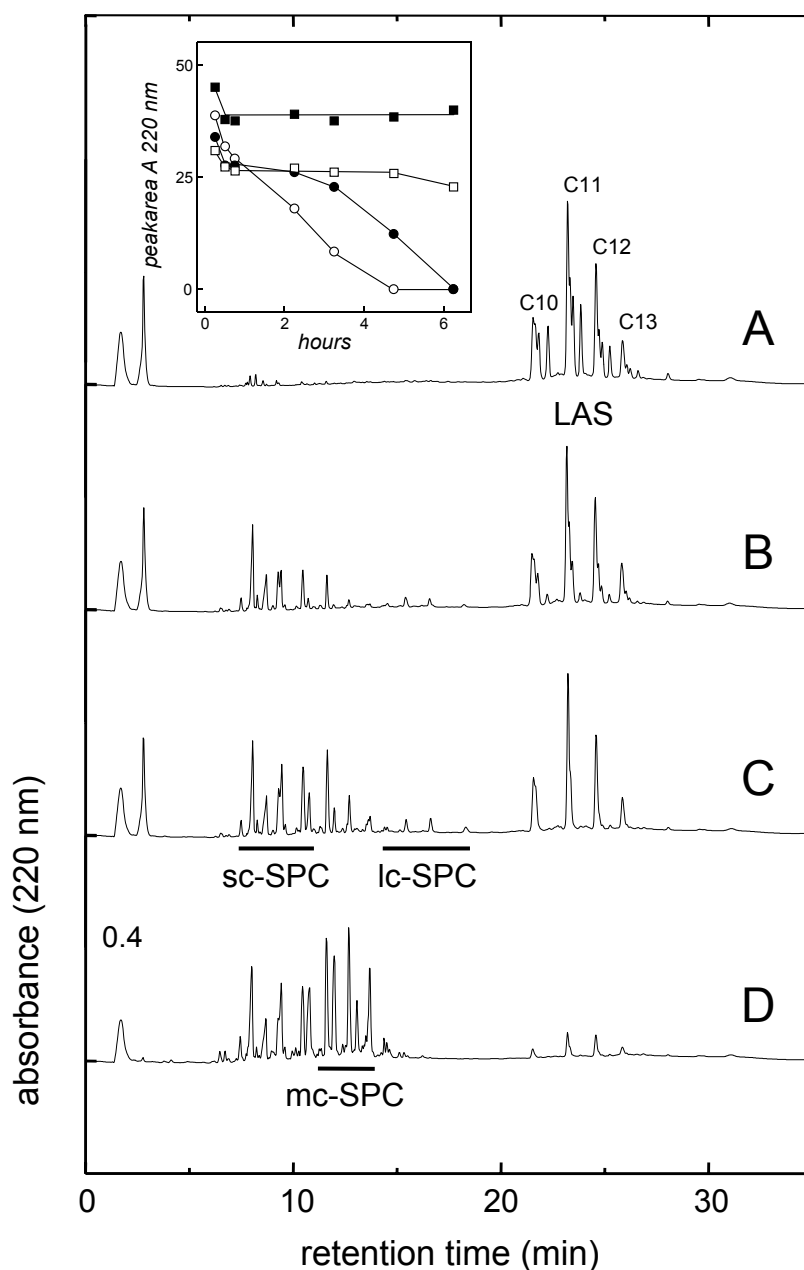 50
25
0
peakarea A 220 nm
0 2 4 6
hours
C10
C11
C12
C13
A
LAS
B
C
sc-SPC
lc-SPC
0.4
D
mc-SPC
absorbance (220 nm)
0 10 20 30
retention time (min)